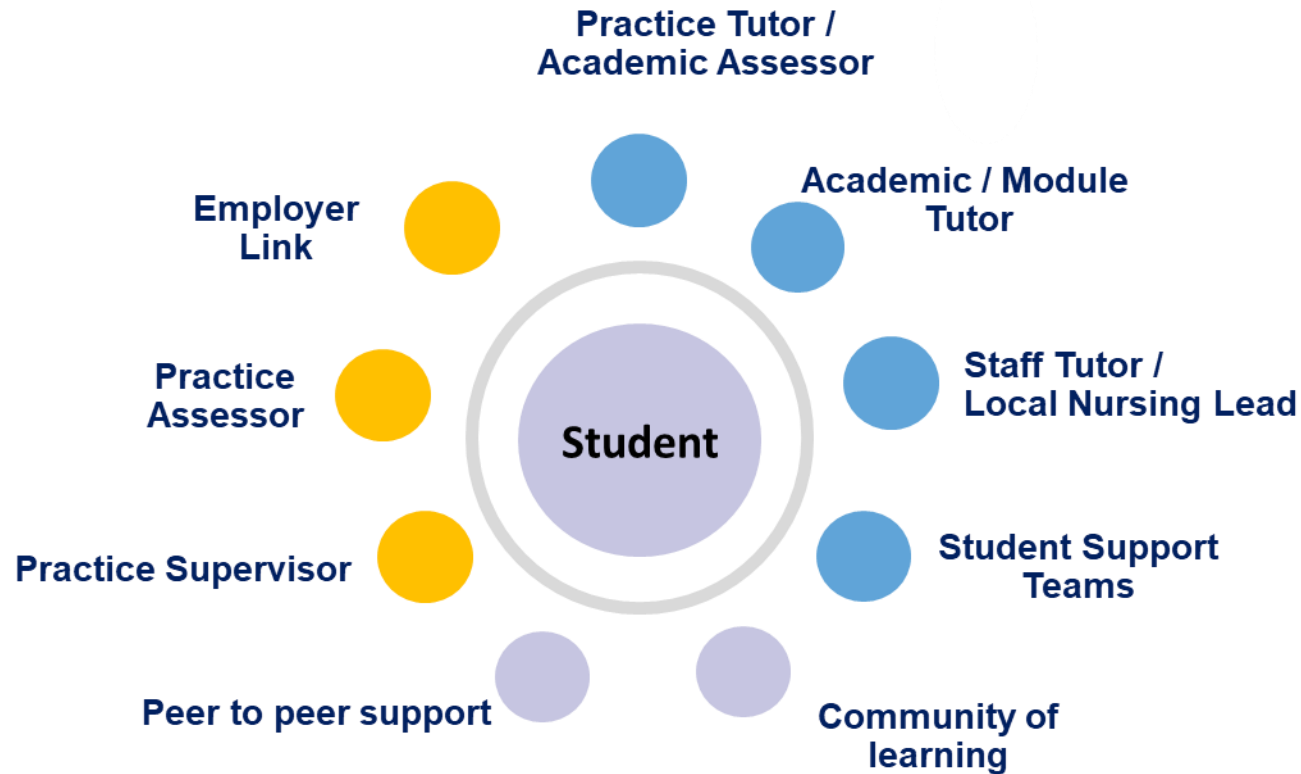 Practice Tutor /
Academic Assessor
Academic / Module
Tutor
Employer
Link
Staff Tutor /
Local Nursing Lead
Practice
Assessor
Student
Student Support
Teams
Practice Supervisor
Peer to peer support
Community of
learning